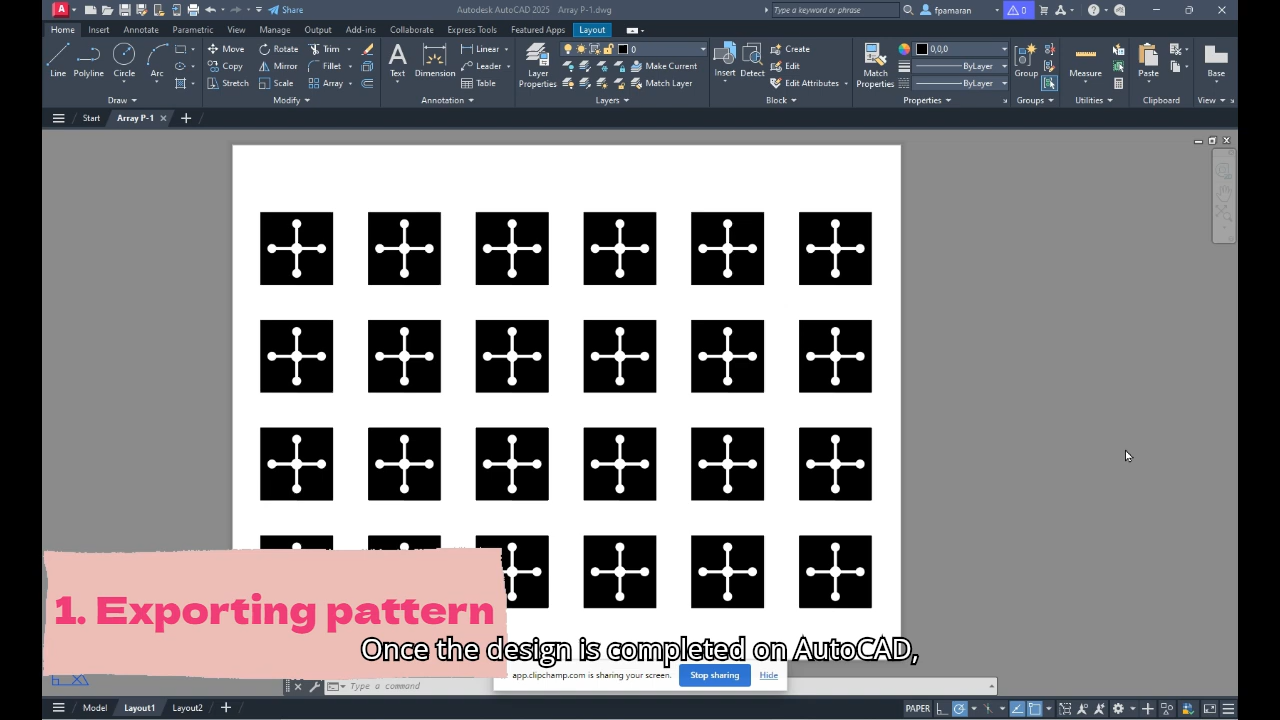 Share
Autodesk AutoCAD 2025 Array P-1.dwg
Type a keyword or phrase
fpamaran
0
Home Insert Annotate Parametric View Manage Output Add-ins Collaborate Express Tools Featured Apps Layout
Line Polyline Circle Arc
Move Rotate Trim
Copy Mirror Fillet
Stretch Scale Array
Text Dimension
Linear
Leader
Table
Layer Properties
0
Make Current
Match Layer
Insert Detect
Create
Edit
Edit Attributes
Match Properties
0,0,0
ByLayer
ByLayer
Group
Measure
Paste
Base
Draw Modify Annotation Layers Block Properties Groups Utilities Clipboard View
Start Array P-1
1. Exporting pattern
Once the design is completed on AutoCAD,
app.clipchamp.com is sharing your screen. Stop sharing Hide
Type a command
Model Layout1 Layout2
PAPER